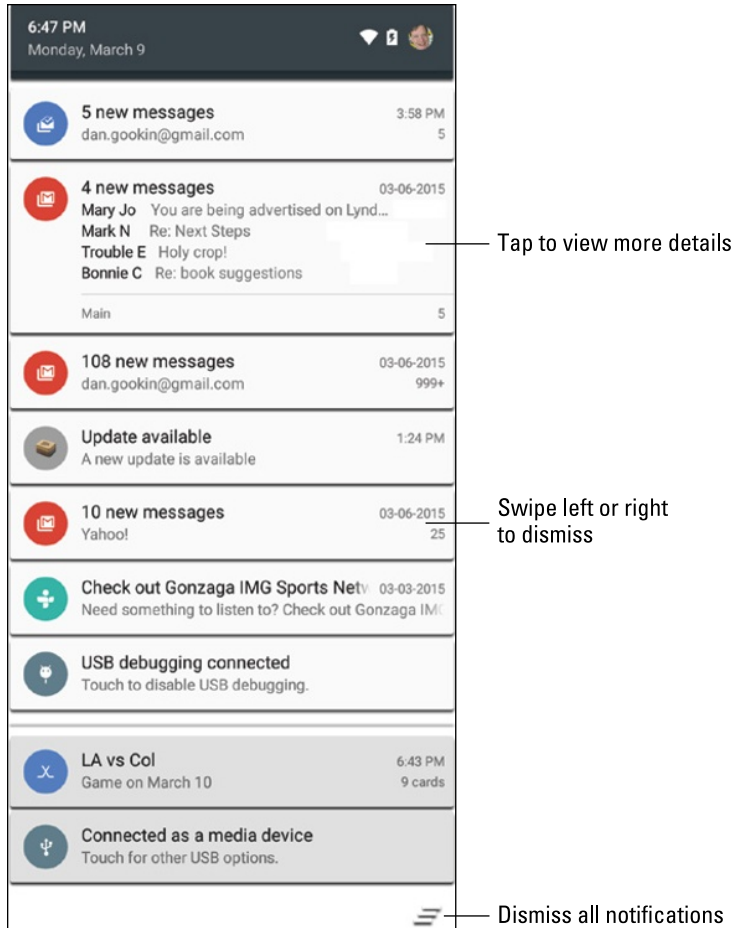 6:47 PM
Monday, March 9
5 new messages 3:58 PM
dan.gookin@gmail.com 5
4 new messages 03-06-2015
Mary Jo You are being advertised on Lynd...
Mark N Re: Next Steps
Trouble E Holy crop!
Bonnie C Re: book suggestions
Main 5
Tap to view more details
108 new messages 03-06-2015
dan.gookin@gmail.com 999+
Update available 1:24 PM
A new update is available
10 new messages 03-06-2015
Yahoo! 25
Swipe left or right
to dismiss
Check out Gonzaga IMG Sports Netw 03-03-2015
Need something to listen to? Check out Gonzaga IMG
USB debugging connected
Touch to disable USB debugging.
LA vs Col 6:43 PM
Game on March 10 9 cards
Connected as a media device
Touch for other USB options.
Dismiss all notifications